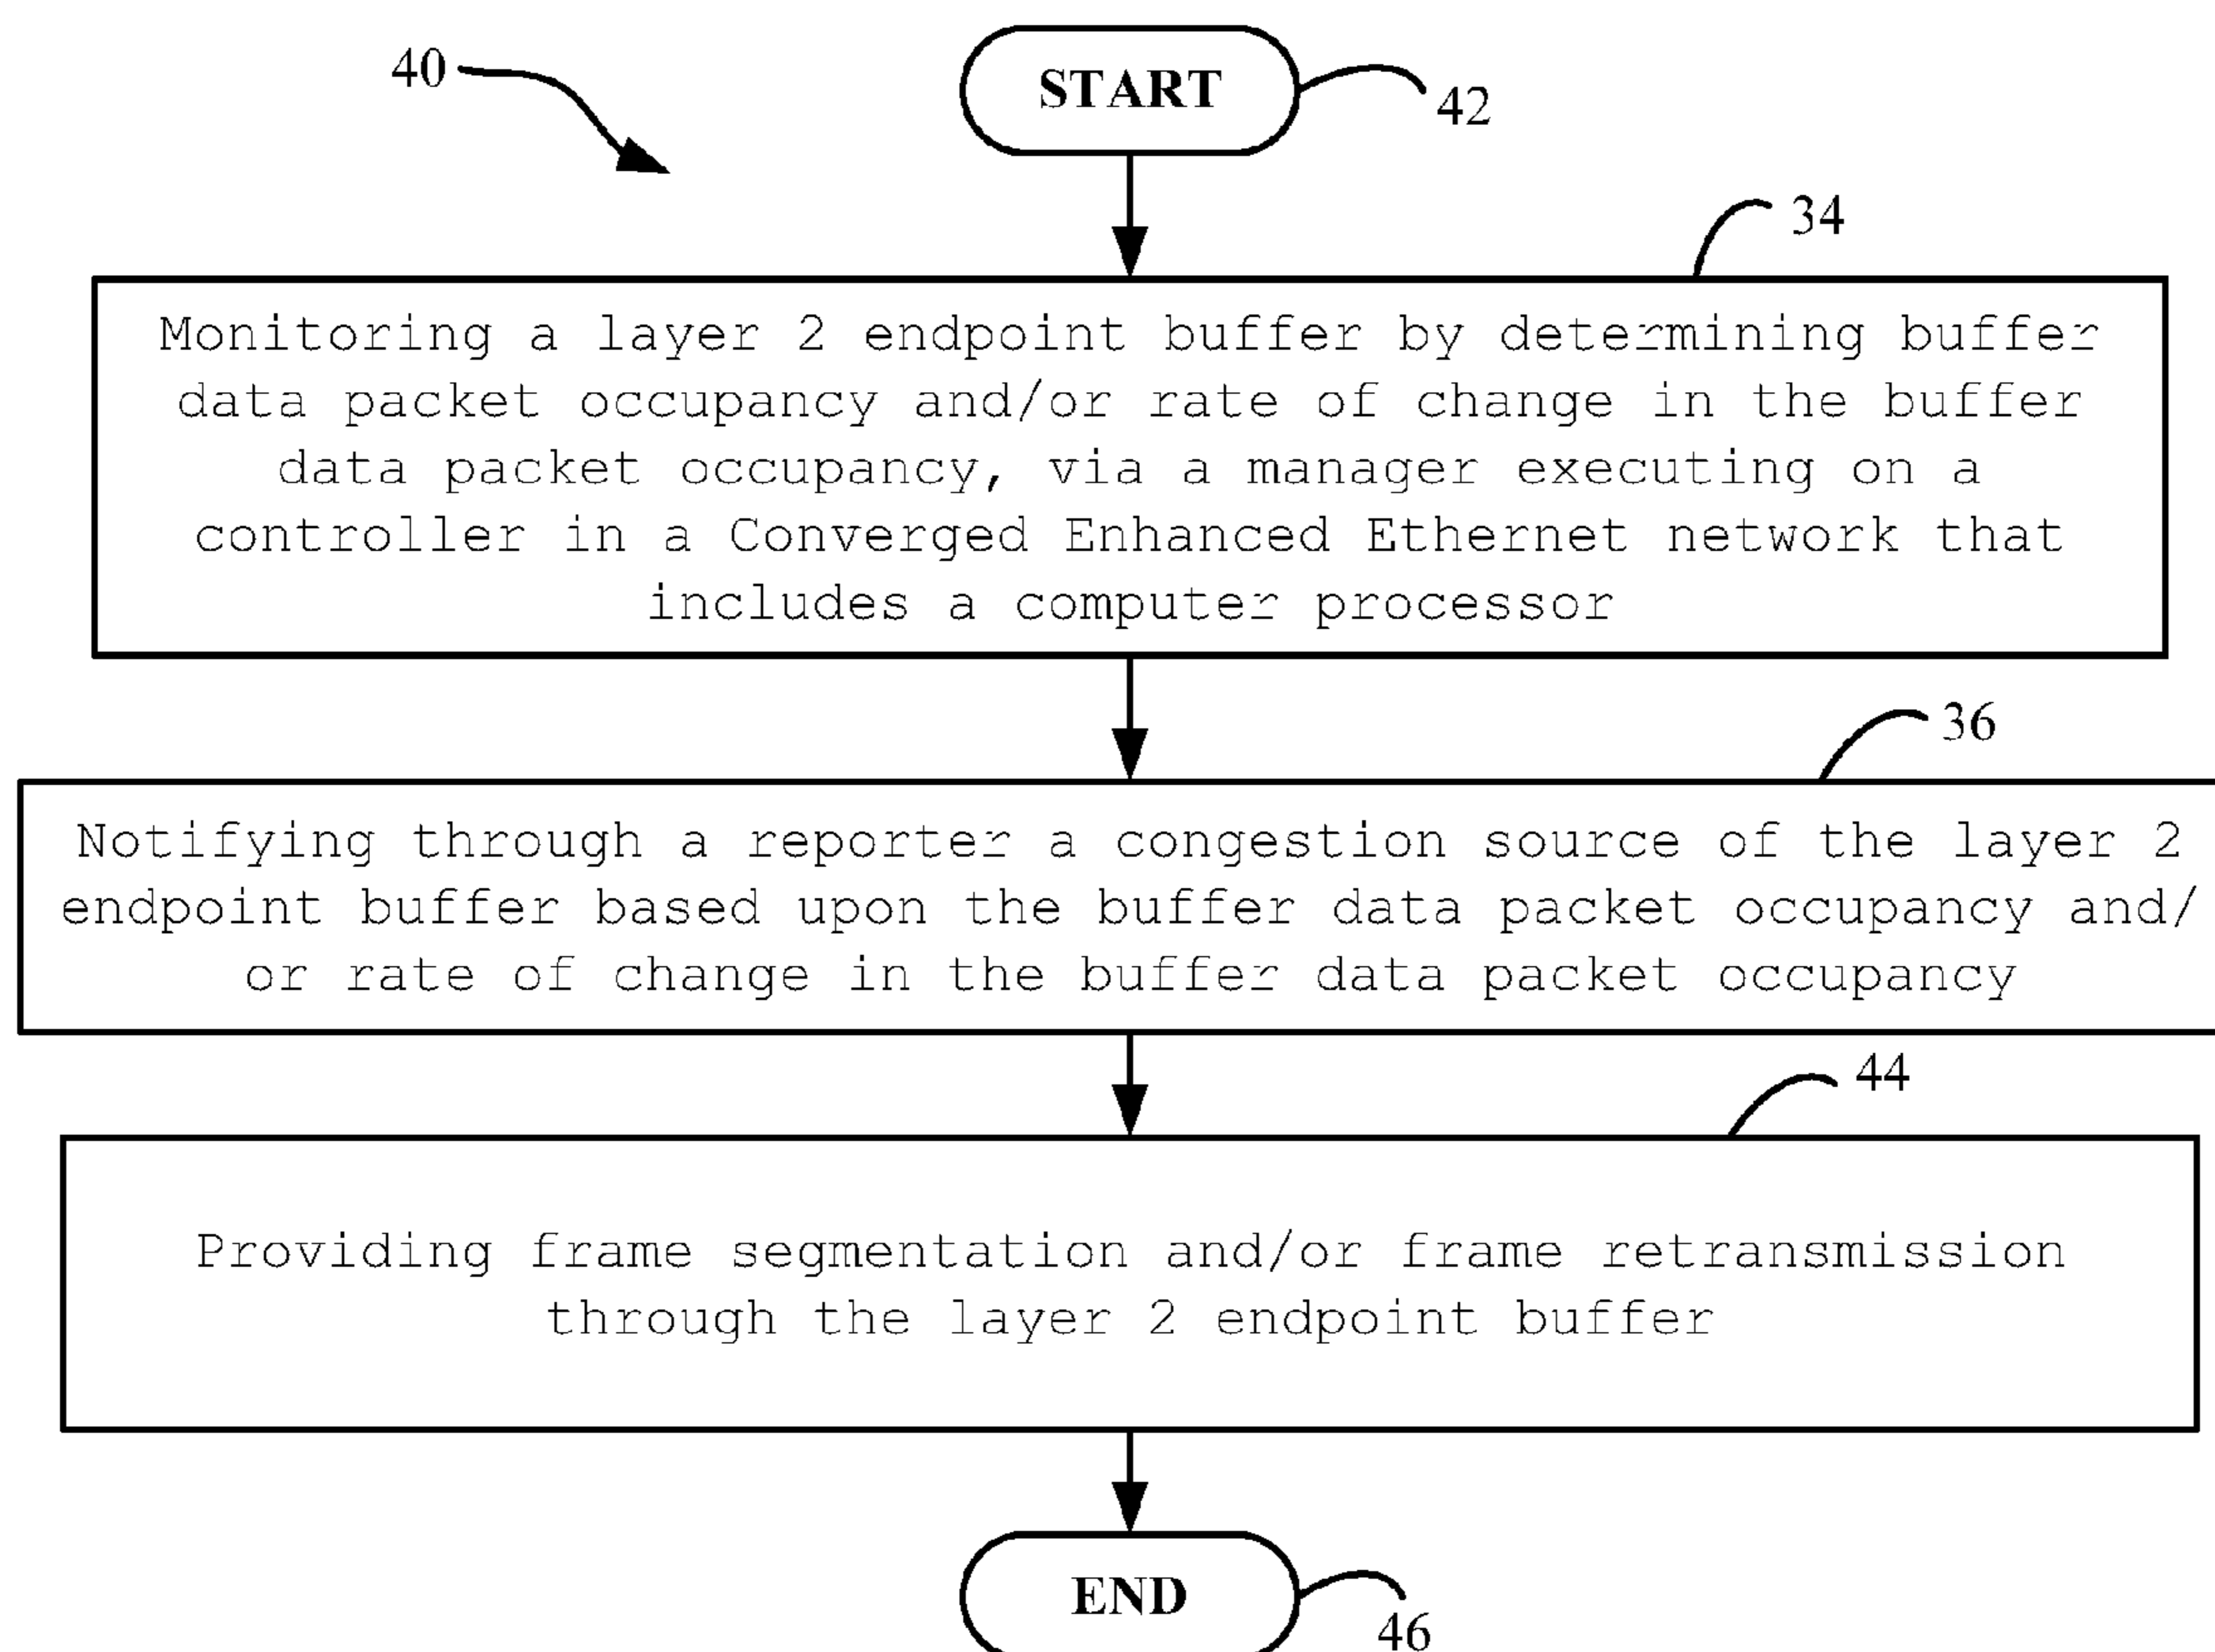 40
START
42
34
Monitoring a layer 2 endpoint buffer by determining buffer
data packet occupancy and/or rate of change in the buffer
data packet occupancy, via a manager executing on a
controller in a Converged Enhanced Ethernet network that
includes a computer processor
36
Notifying through a reporter a congestion source of the layer 2
endpoint buffer based upon the buffer data packet occupancy and/
or rate of change in the buffer data packet occupancy
44
Providing frame segmentation and/or frame retransmission
through the layer 2 endpoint buffer
END
46